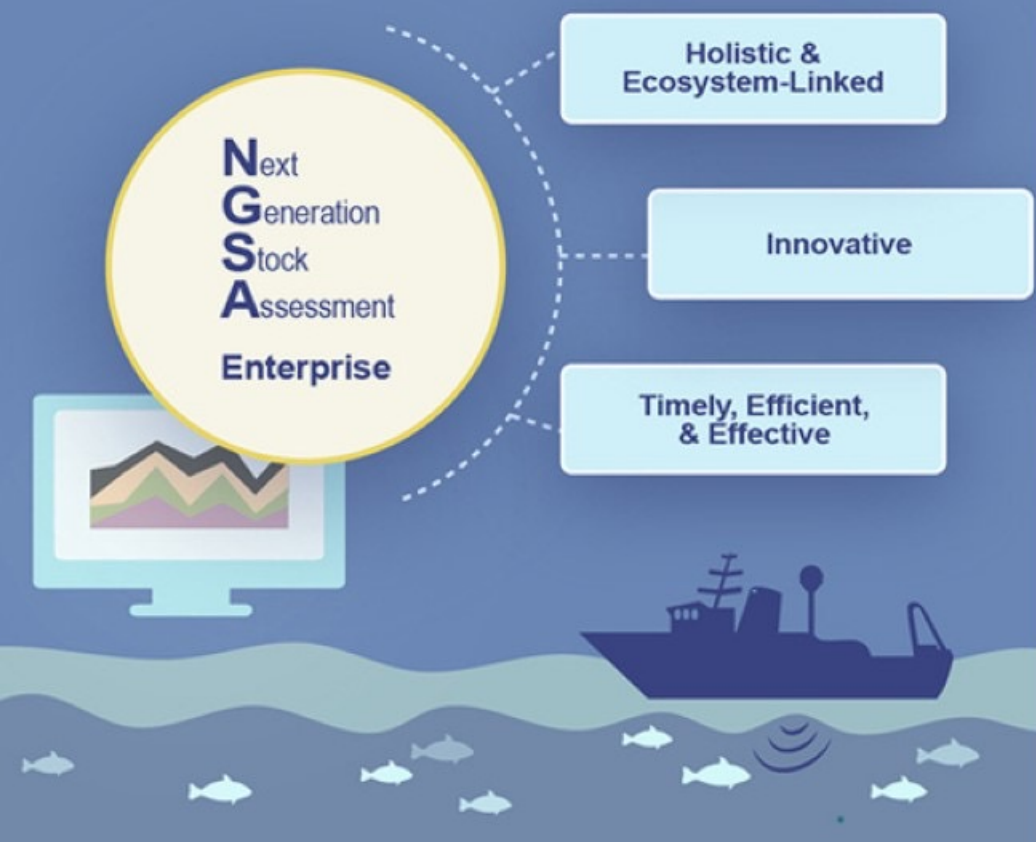 Next
Generation
Stock
Assessment
Enterprise
Holistic &
Ecosystem-Linked
Innovative
Timely, Efficient,
& Effective